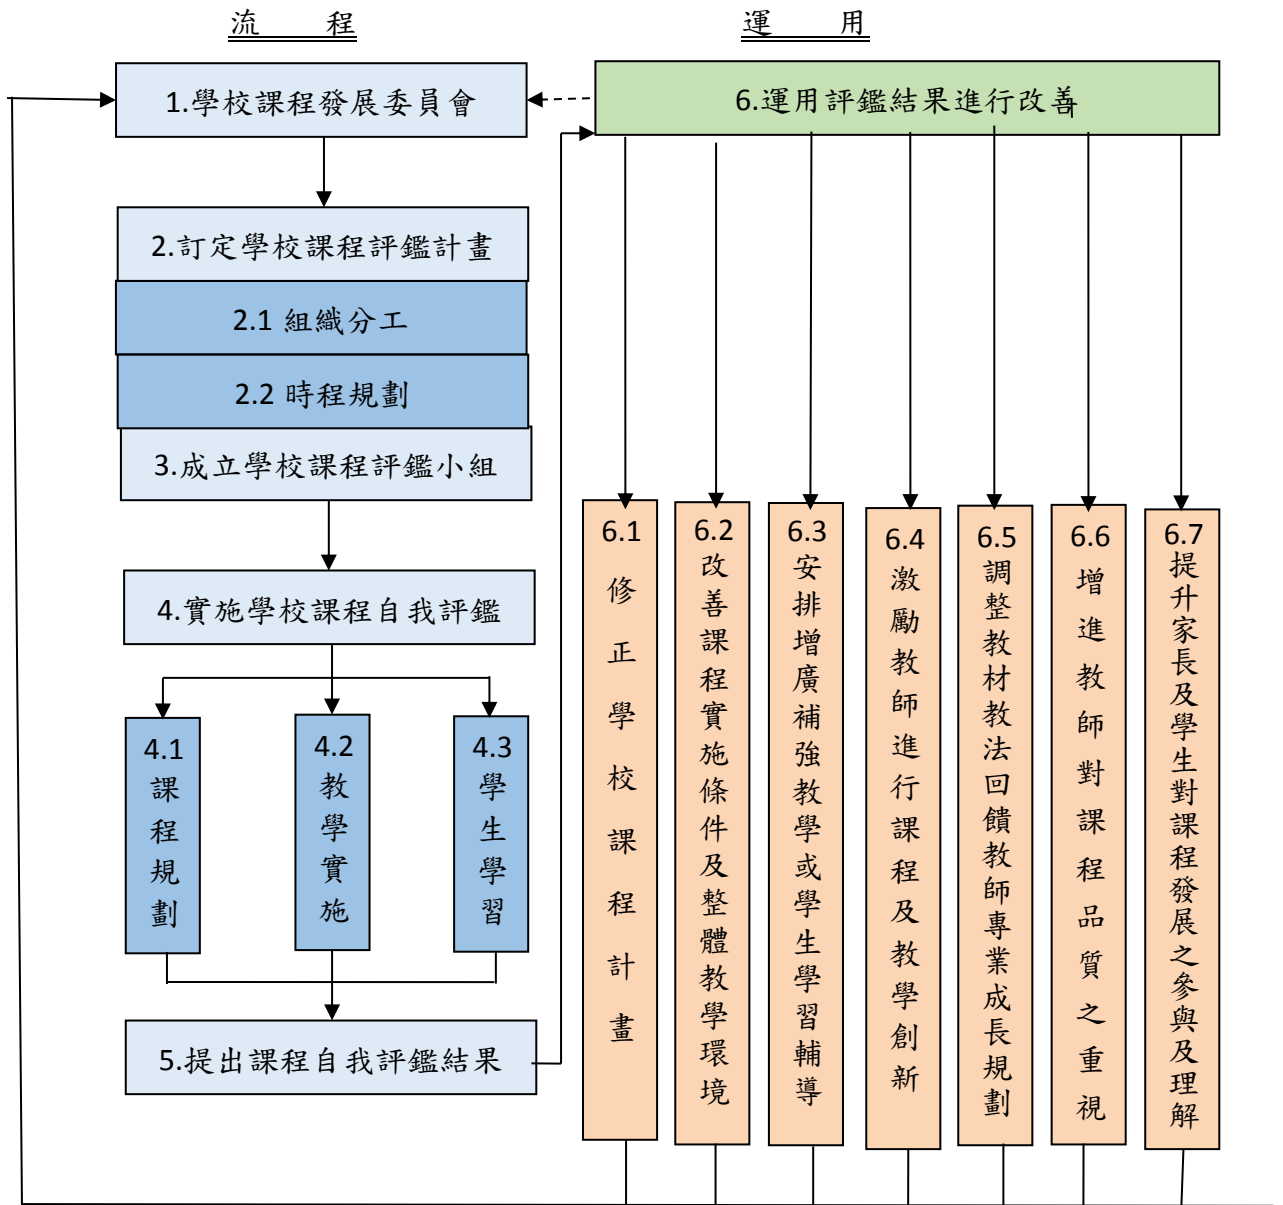 流 程
運 用
1.學校課程發展委員會
6.運用評鑑結果進行改善
2.訂定學校課程評鑑計畫
2.1 組織分工
2.2 時程規劃
3.成立學校課程評鑑小組
4.實施學校課程自我評鑑
4.1
課程規劃
4.2
教學實施
4.3
學生學習
5.提出課程自我評鑑結果
6.1
修正學校課程計畫
6.2
改善課程實施條件及整體教學環境
6.3
安排增廣補強教學或學生學習輔導
6.4
激勵教師進行課程及教學創新
6.5
調整教材教法回饋教師專業成長規劃
6.6
增進教師對課程品質之重視
6.7
提升家長及學生對課程發展之參與及理解